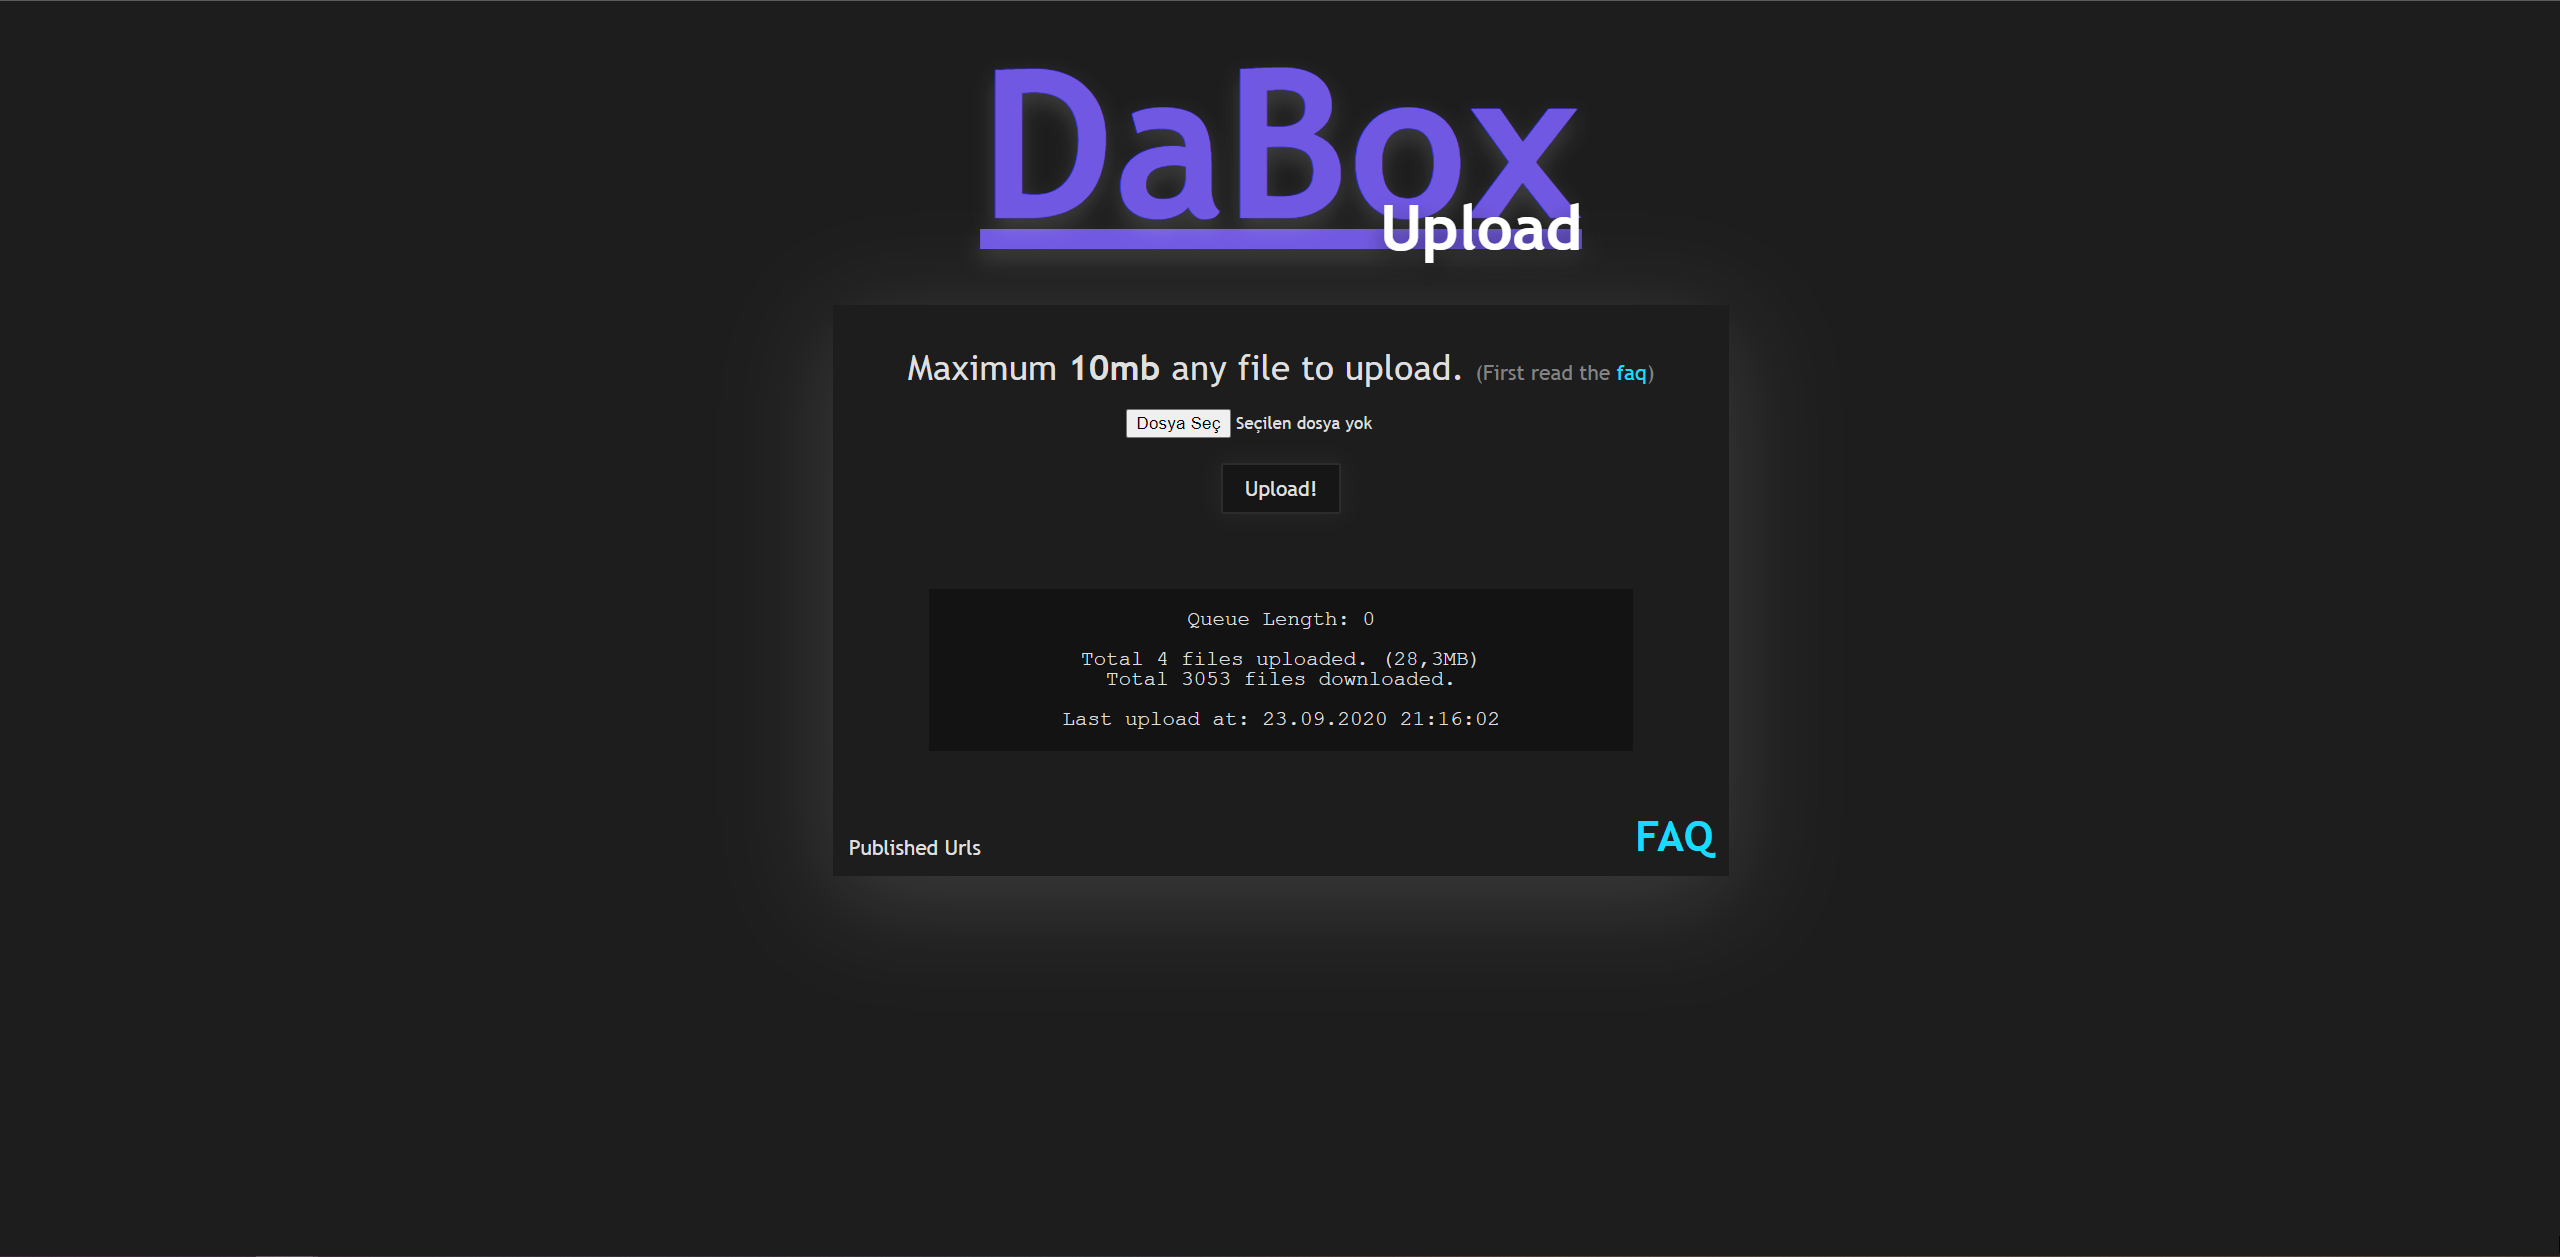 DaBox
Upload
Maximum 10mb any file to upload. (First read the faq)
Dosya Seç Seçilen dosya yok
Upload!
Queue Length: 0
Total 4 files uploaded. (28,3MB)
Total 3053 files downloaded.
Last upload at: 23.09.2020 21:16:02
Published Urls
FAQ